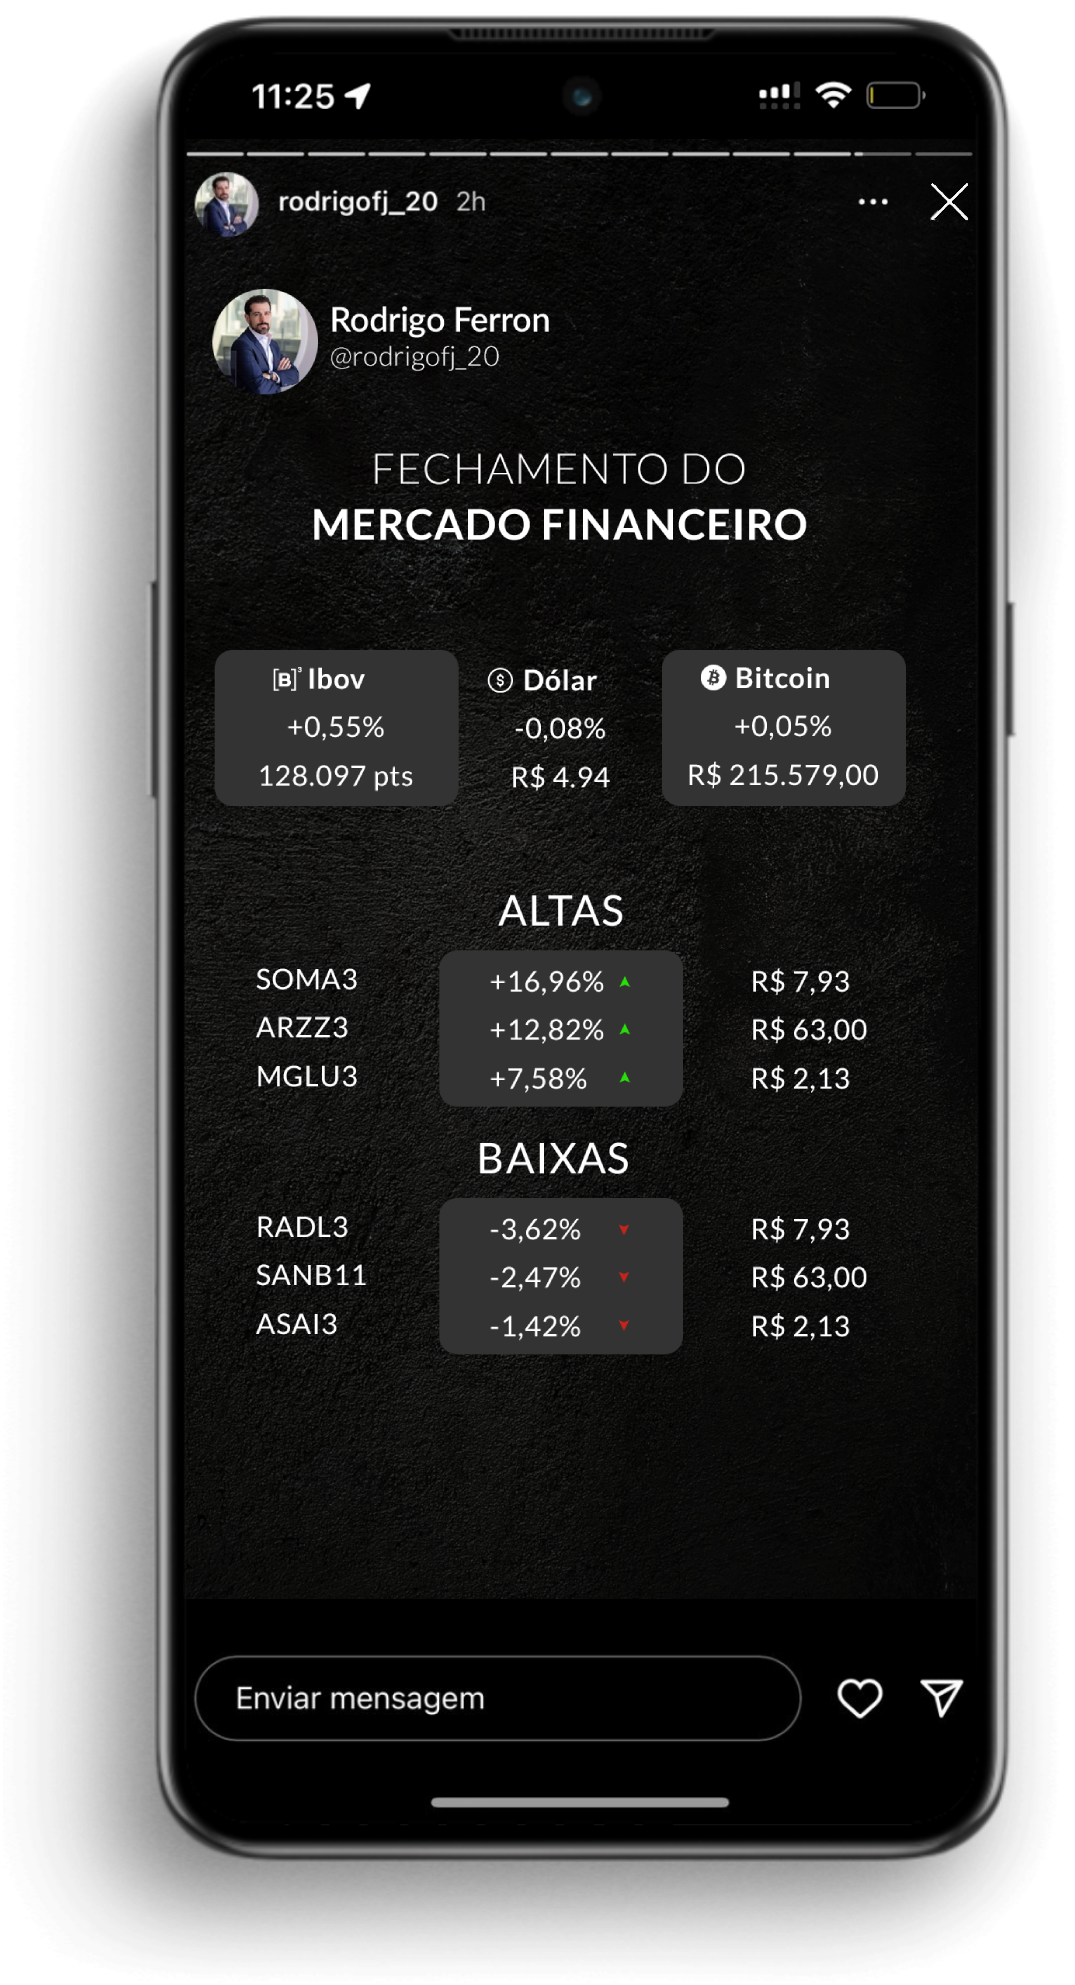 11:25
rodrigofj_20 2h
Rodrigo Ferron
@rodrigofj_20
FECHAMENTO DO
MERCADO FINANCEIRO
[B]³ Ibov
+0,55%
128.097 pts
$ Dólar
-0,08%
R$ 4.94
Bitcoin
+0,05%
R$ 215.579,00
ALTAS
SOMA3 +16,96% R$ 7,93
ARZZ3 +12,82% R$ 63,00
MGLU3 +7,58% R$ 2,13
BAIXAS
RADL3 -3,62% R$ 7,93
SANB11 -2,47% R$ 63,00
ASAI3 -1,42% R$ 2,13
Enviar mensagem